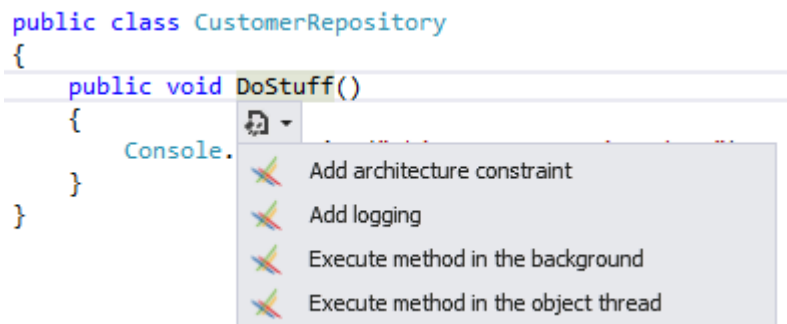 public class CustomerRepository
{
public void DoStuff()
{
Console.
Add architecture constraint
}
Add logging
}
Execute method in the background
Execute method in the object thread